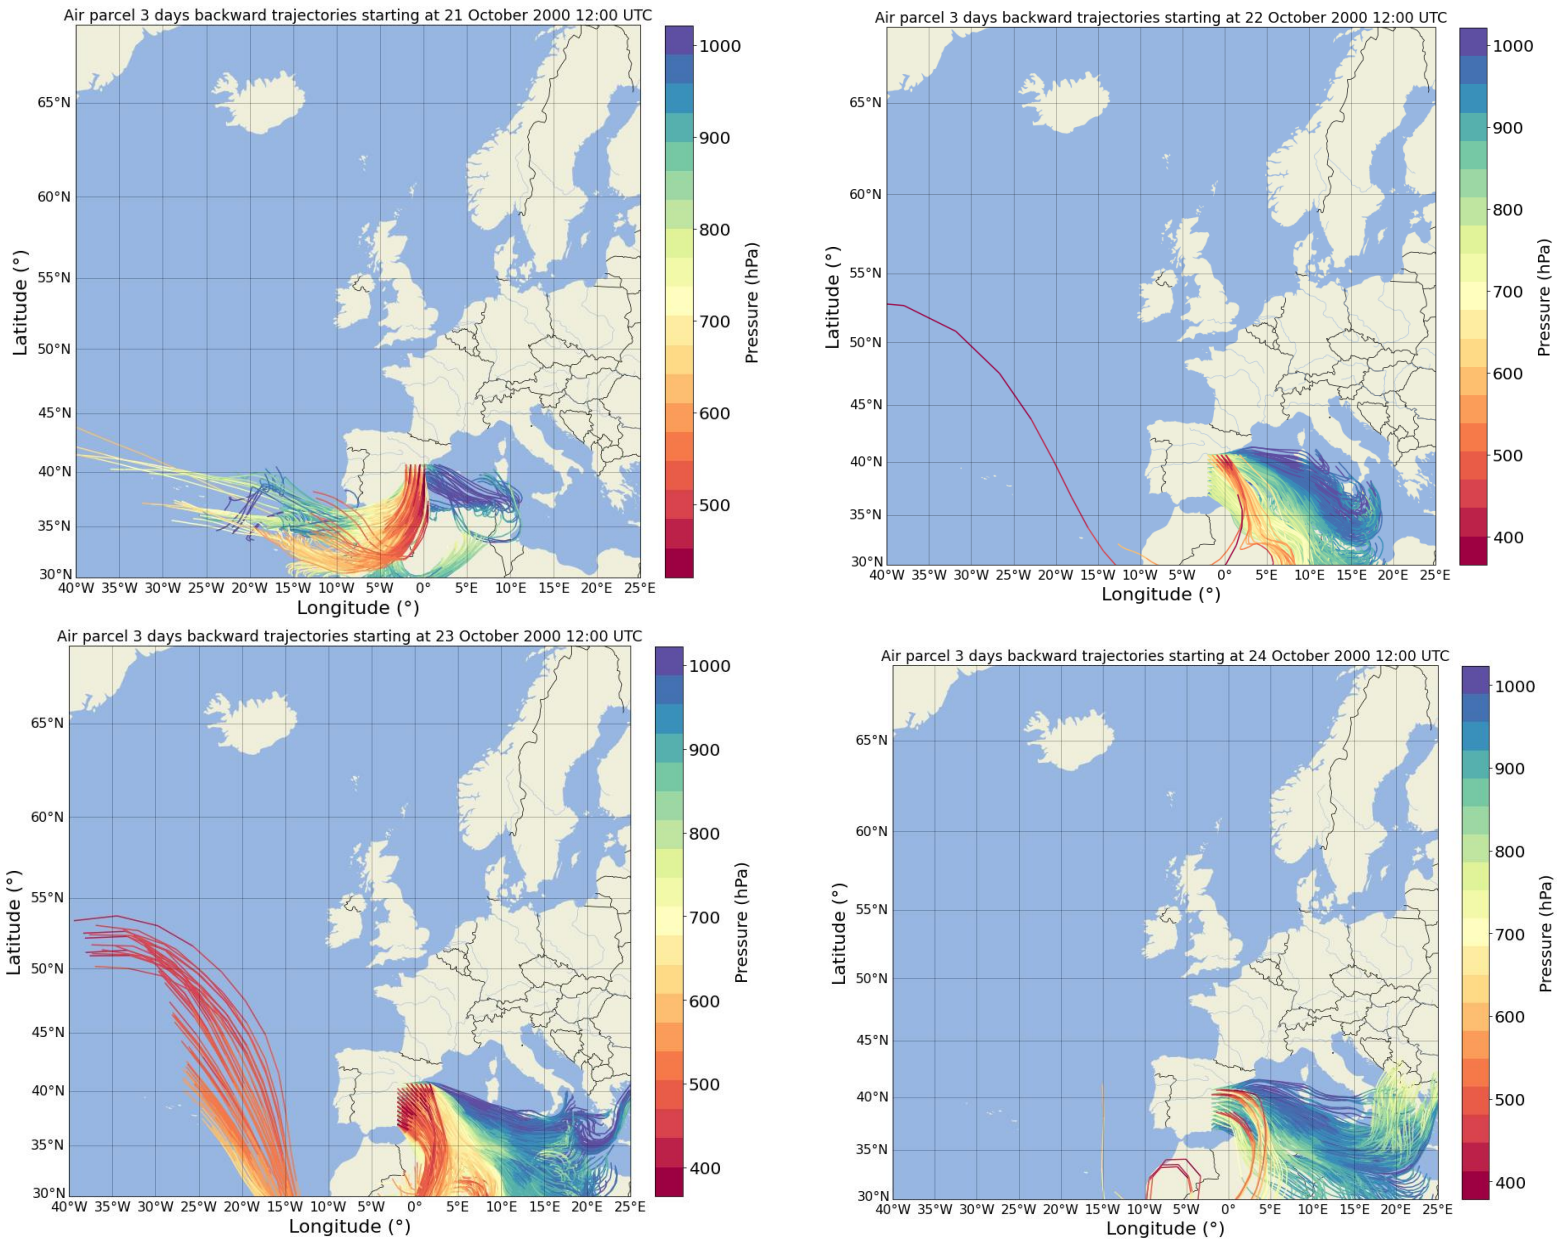 Air parcel 3 days backward trajectories starting at 21 October 2000 12:00 UTC
65°N
60°N
55°N
50°N
45°N
40°N
35°N
30°N
Latitude (°)
40°W 35°W 30°W 25°W 20°W 15°W 10°W 5°W 0° 5°E 10°E 15°E 20°E 25°E
Longitude (°)
1000
900
800
700
600
500
Pressure (hPa)
Air parcel 3 days backward trajectories starting at 22 October 2000 12:00 UTC
65°N
60°N
55°N
50°N
45°N
40°N
35°N
30°N
Latitude (°)
40°W 35°W 30°W 25°W 20°W 15°W 10°W 5°W 0° 5°E 10°E 15°E 20°E 25°E
Longitude (°)
1000
900
800
700
600
500
400
Pressure (hPa)
Air parcel 3 days backward trajectories starting at 23 October 2000 12:00 UTC
65°N
60°N
55°N
50°N
45°N
40°N
35°N
30°N
Latitude (°)
40°W 35°W 30°W 25°W 20°W 15°W 10°W 5°W 0° 5°E 10°E 15°E 20°E 25°E
Longitude (°)
1000
900
800
700
600
500
400
Pressure (hPa)
Air parcel 3 days backward trajectories starting at 24 October 2000 12:00 UTC
65°N
60°N
55°N
50°N
45°N
40°N
35°N
30°N
Latitude (°)
40°W 35°W 30°W 25°W 20°W 15°W 10°W 5°W 0° 5°E 10°E 15°E 20°E 25°E
Longitude (°)
1000
900
800
700
600
500
400
Pressure (hPa)